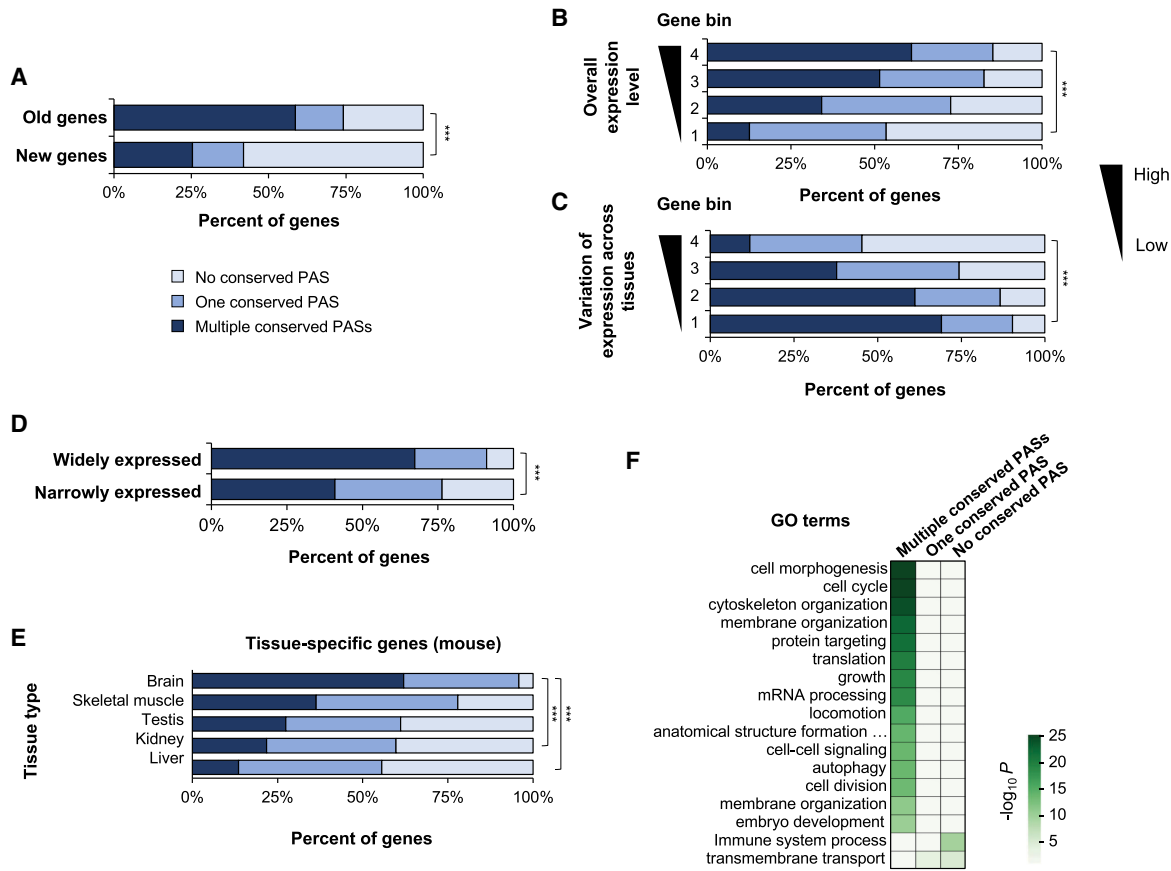 A
Old genes
New genes
***
0% 25% 50% 75% 100%
Percent of genes
No conserved PAS
One conserved PAS
Multiple conserved PASs
B
Gene bin
Overall
expression
level
4
3
2
1
***
0% 25% 50% 75% 100%
Percent of genes
High
Low
C
Gene bin
Variation of
expression across
tissues
4
3
2
1
***
0% 25% 50% 75% 100%
Percent of genes
D
Widely expressed
Narrowly expressed
***
0% 25% 50% 75% 100%
Percent of genes
E
Tissue-specific genes (mouse)
Tissue type
Brain
Skeletal muscle
Testis
Kidney
Liver
*** ***
0% 25% 50% 75% 100%
Percent of genes
F
GO terms
Multiple conserved PASs
One conserved PAS
No conserved PAS
cell morphogenesis
cell cycle
cytoskeleton organization
membrane organization
protein targeting
translation
growth
mRNA processing
locomotion
anatomical structure formation ...
cell-cell signaling
autophagy
cell division
membrane organization
embryo development
Immune system process
transmembrane transport
-log10 P
25
20
15
10
5